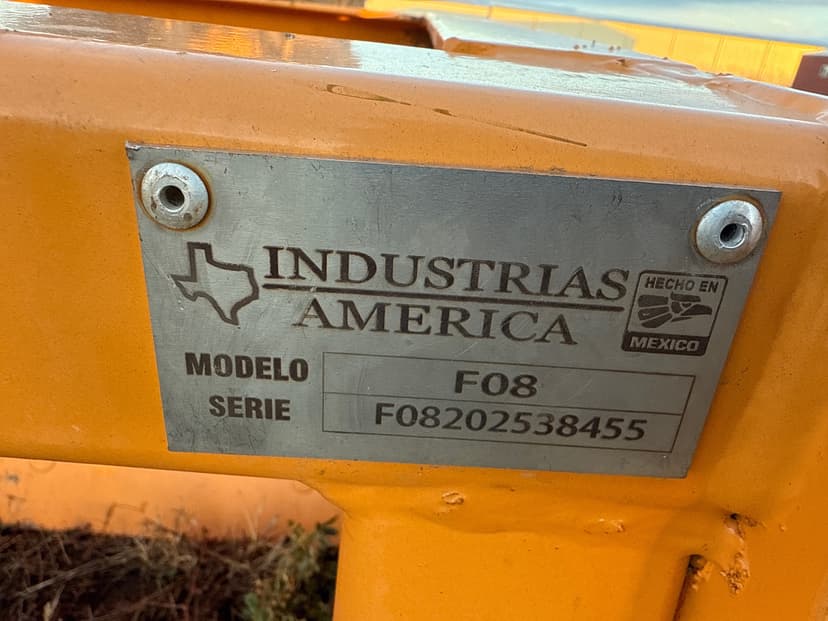 INDUSTRIAS
AMERICA
HECHO EN
MEXICO
MODELO F08
SERIE F08202538455